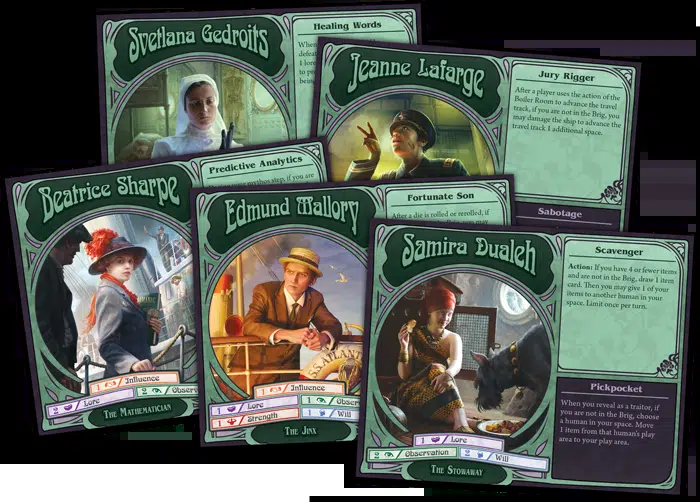 Svetlana Gedroits
Healing Words
When
defeat
1 lore
to pr
bein
Jeanne Lafarge
Jury Rigger
After a player uses the action of the
Boiler Room to advance the travel
track, if you are not in the Brig, you
may damage the ship to advance the
travel track 1 additional space.
Sabotage
Beatrice Sharpe
Predictive Analytics
mythos step, if you are
1 / Influence
2 / Lore
2 / Observ
The Mathematician
Edmund Mallory
Fortunate Son
After a die is rolled or rerolled, if
S.S. ATLANTI
1 / Influence
1 / Lore
1 / Obser
1 / Strength
1 / Will
The Jinx
Samira Dualeh
Scavenger
Action: If you have 4 or fewer items
and are not in the Brig, draw 1 item
card. Then you may give 1 of your
items to another human in your
space. Limit once per turn.
Pickpocket
When you reveal as a traitor, if
you are not in the Brig, choose
a human in your space. Move
1 item from that human's play
area to your play area.
1 / Lore
2 / Observation
2 / Will
The Stowaway